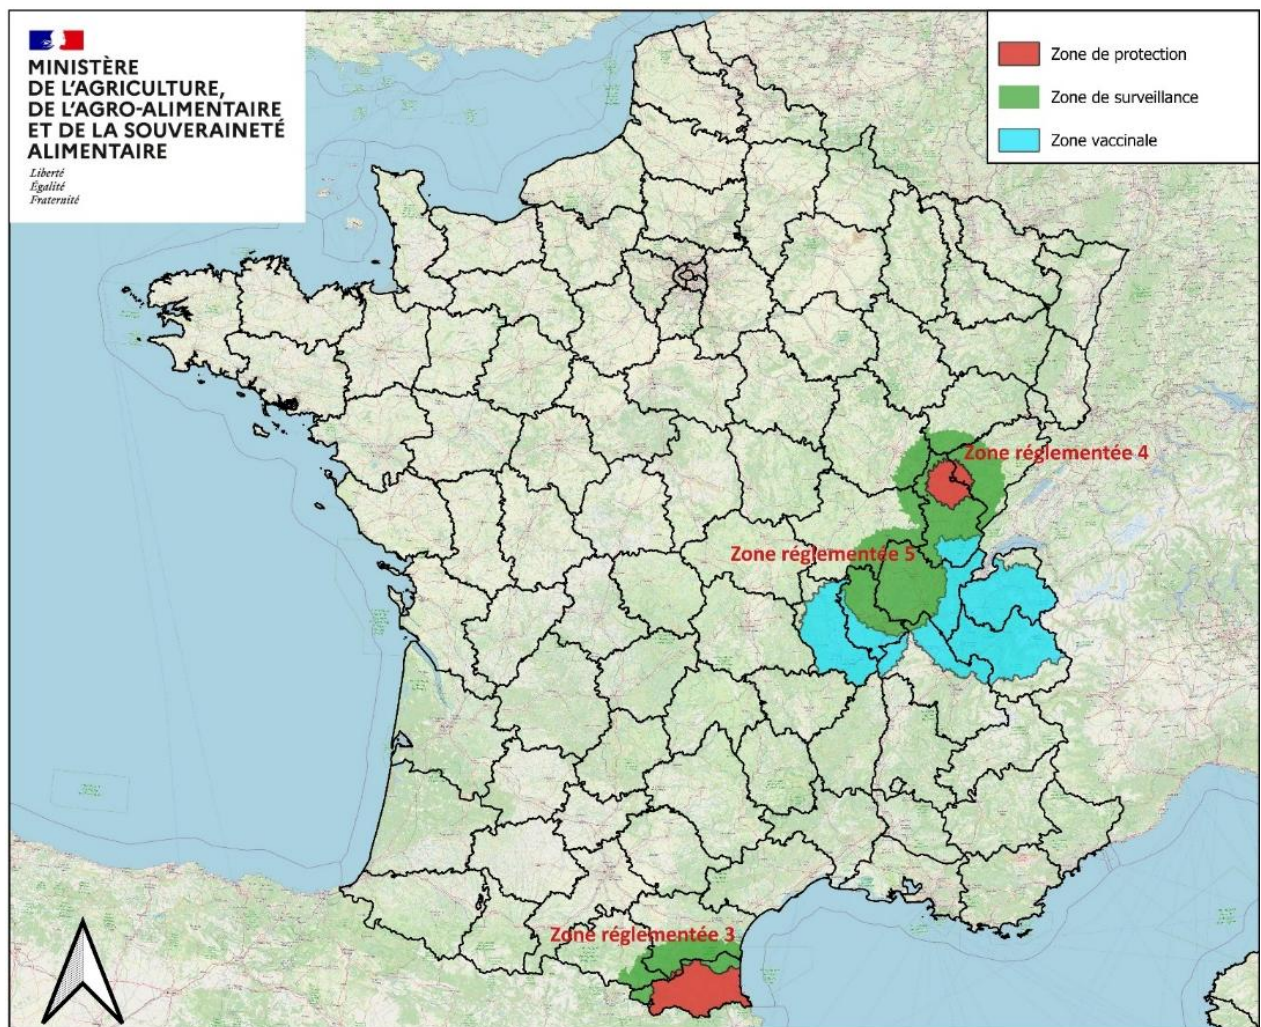 MINISTÈRE
DE L'AGRICULTURE,
DE L'AGRO-ALIMENTAIRE
ET DE LA SOUVERAINETÉ
ALIMENTAIRE
Liberté
Égalité
Fraternité
Zone de protection
Zone de surveillance
Zone vaccinale
Zone réglementée 4
Zone réglementée 5
Zone réglementée 3